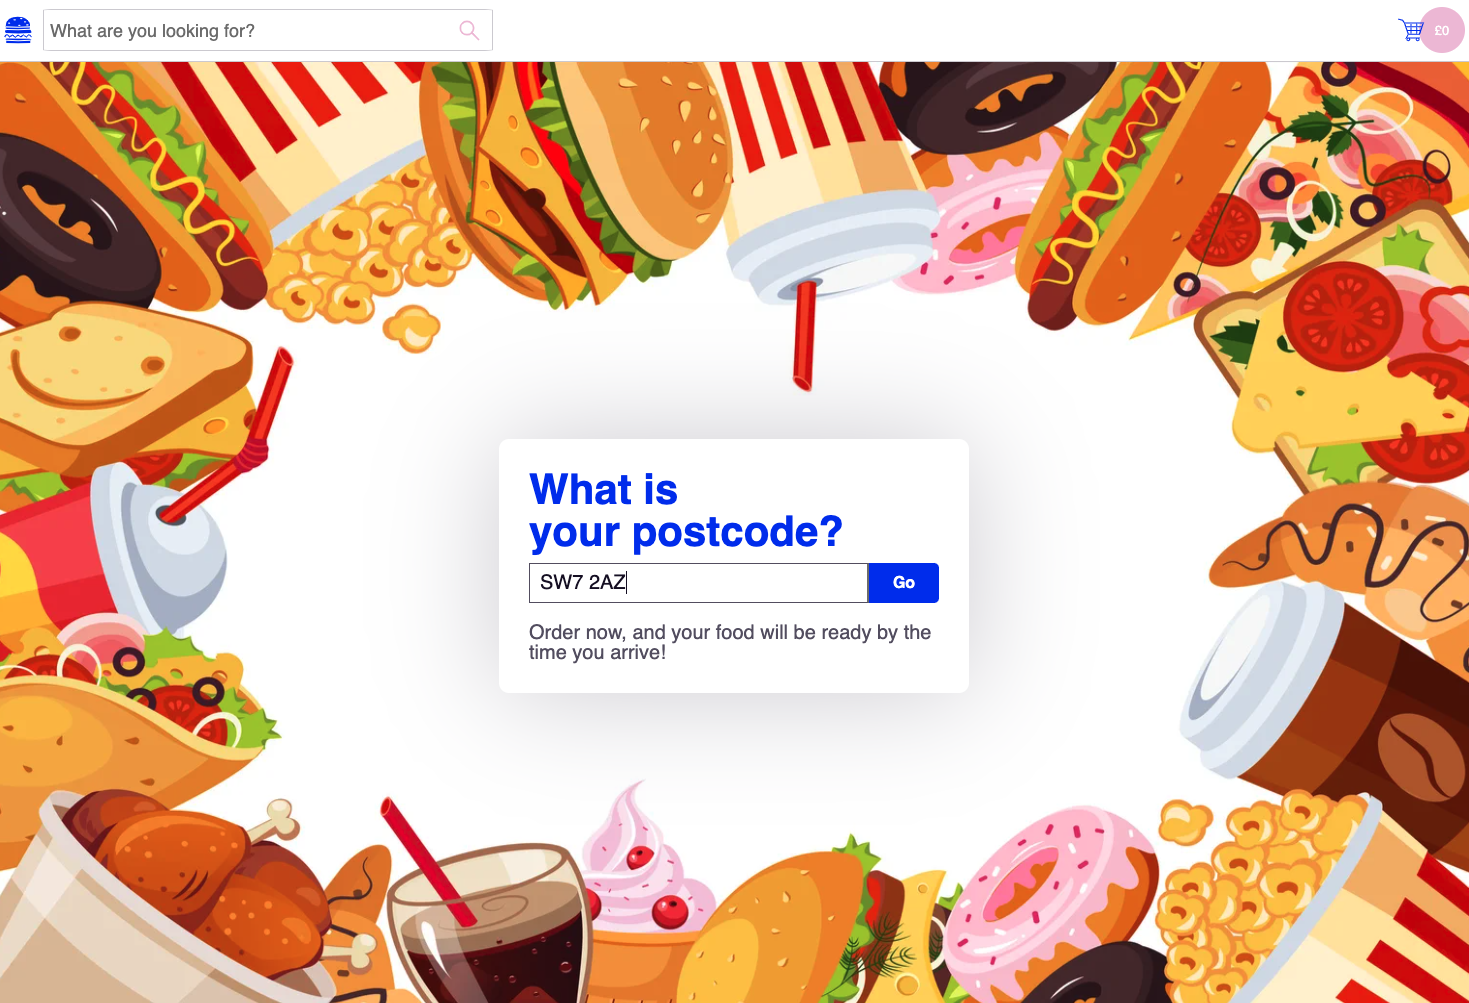 What are you looking for?
£0
What is
your postcode?
SW7 2AZ
Go
Order now, and your food will be ready by the
time you arrive!